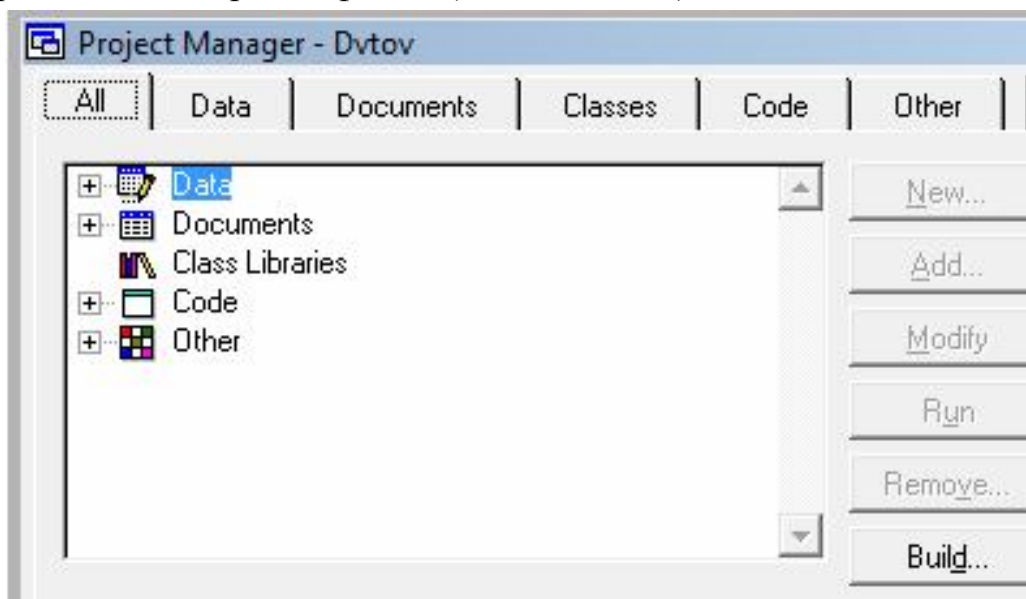 Project Manager - Dvtov
All Data Documents Classes Code Other
Data
Documents
Class Libraries
Code
Other
New...
Add...
Modify
Run
Remove...
Build...